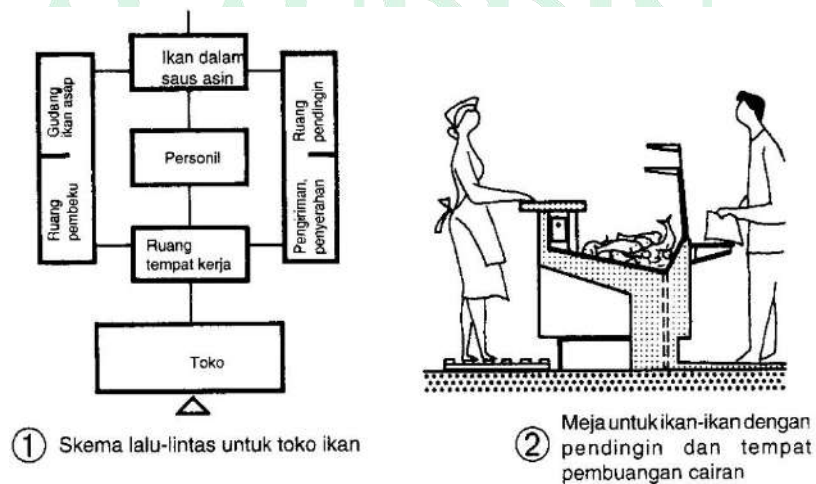 Ikan dalam
saus asin
Gudang
ikan asap
Ruang
pendingin
Personil
Ruang
pembeku
Pengiriman,
penyerahan
Ruang
tempat kerja
Toko
1 Skema lalu-lintas untuk toko ikan
2 Meja untuk ikan-ikan dengan
pendingin dan tempat
pembuangan cairan